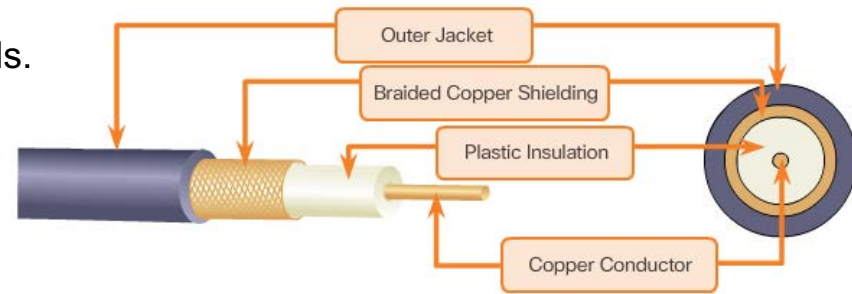 Outer Jacket
ls.
Braided Copper Shielding
Plastic Insulation
Copper Conductor